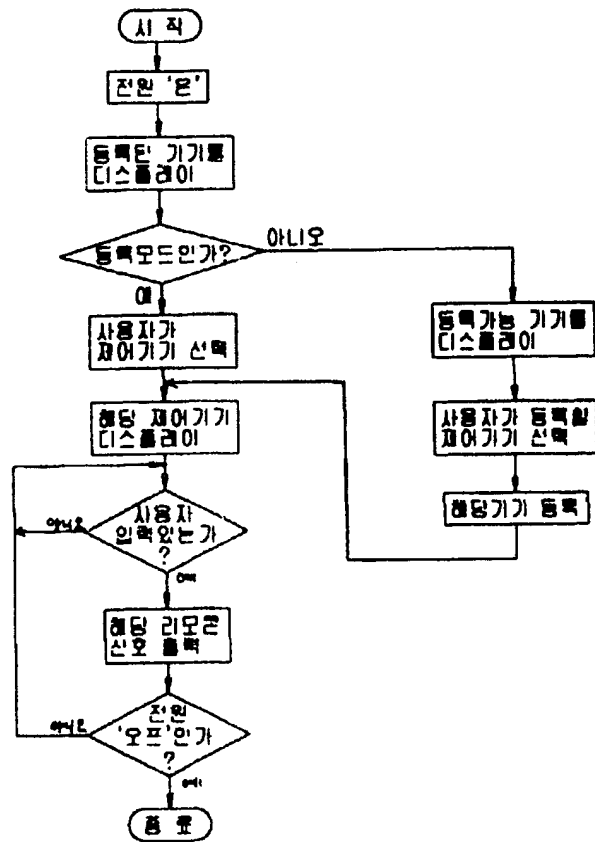 시 작
전원 '온'
등록된 기기를
디스플레이
등록모드인가?
아니오
예
사용자가
제어기기 선택
등록가능 기기를
디스플레이
해당 제어기기
디스플레이
사용자가 등록할
제어기기 선택
해당기기 등록
사용자
입력있는가
?
아니오
예
해당 리모콘
신호 출력
전원
'오프'인가
?
아니오
예
종 료